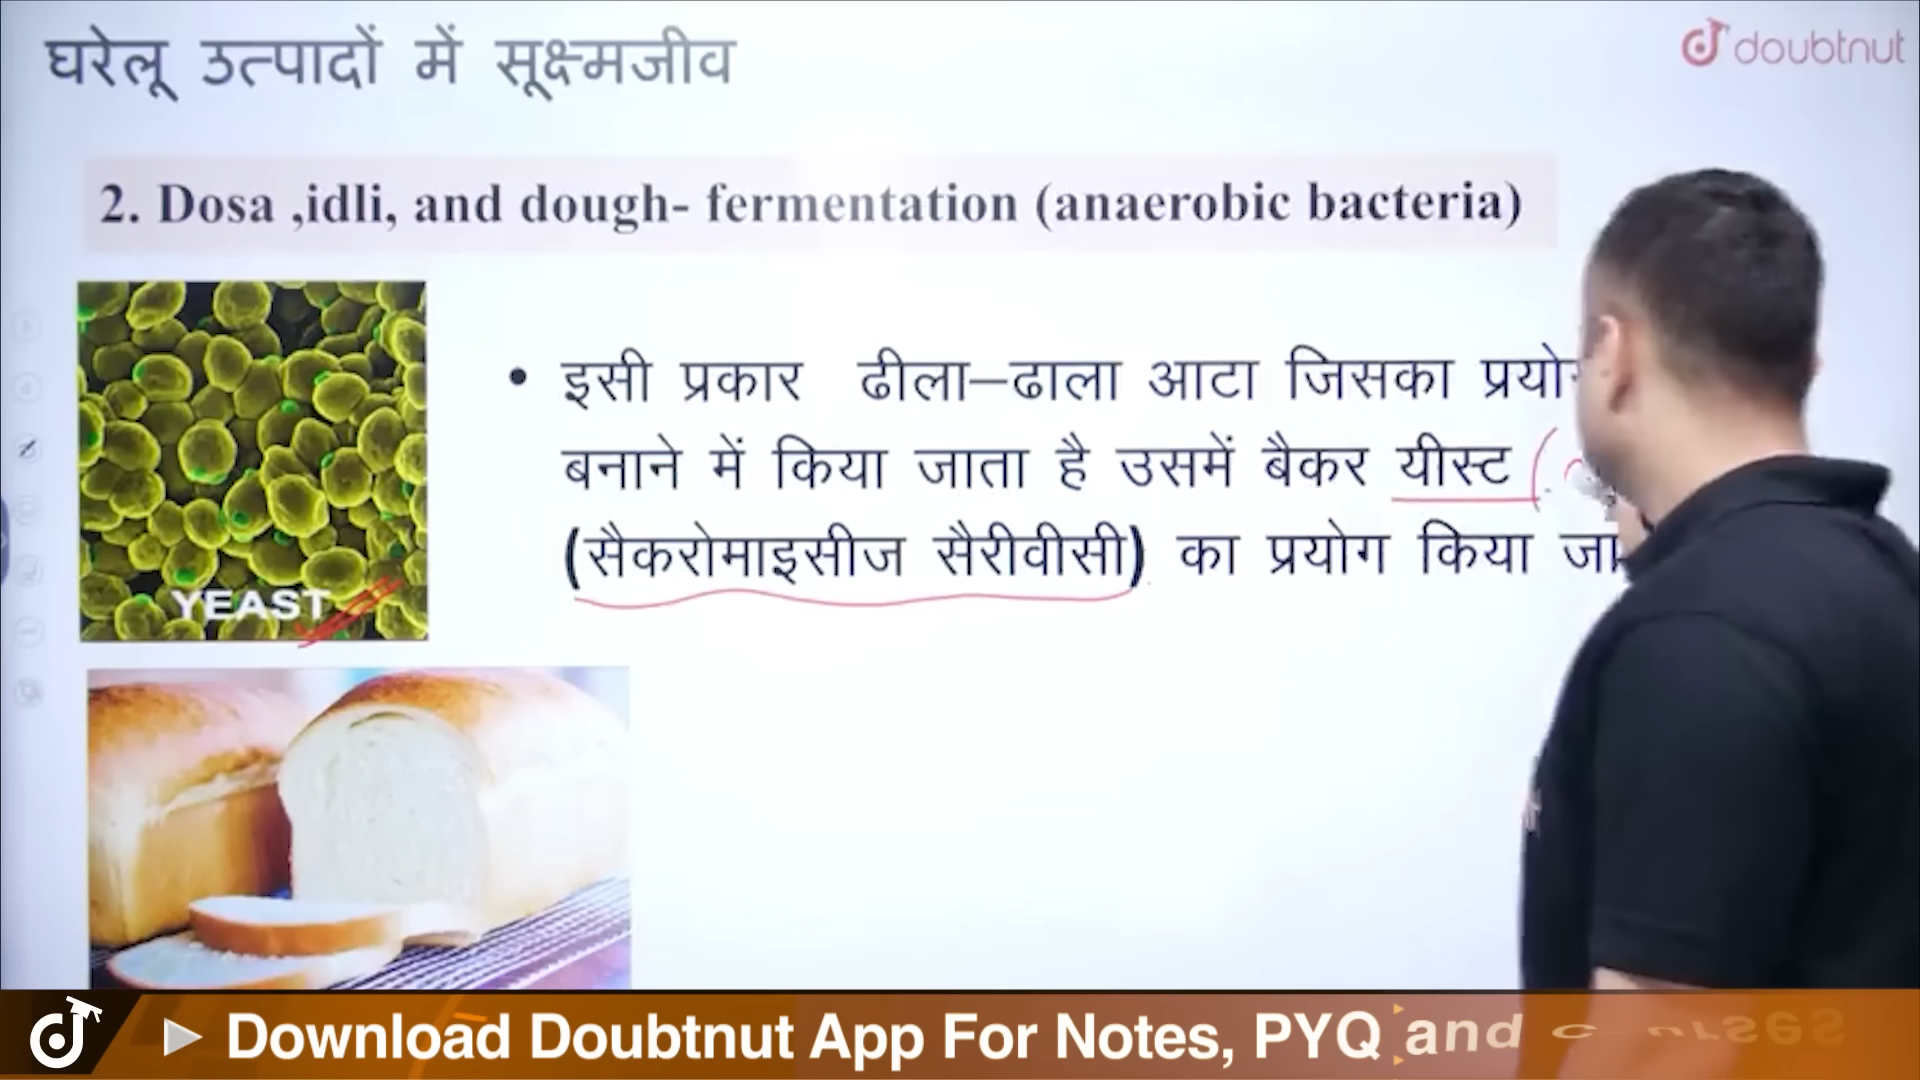 घरेलू उत्पादों में सूक्ष्मजीव
doubtnut
2. Dosa ,idli, and dough- fermentation (anaerobic bacteria)
• इसी प्रकार ढीला–ढाला आटा जिसका
बनाने में किया जाता है उसमें बैकर यीस्ट (
(सैकरोमाइसीज सैरीवीसी) का प्रयोग किया
YEAST
Download Doubtnut App For Notes, PYQ and